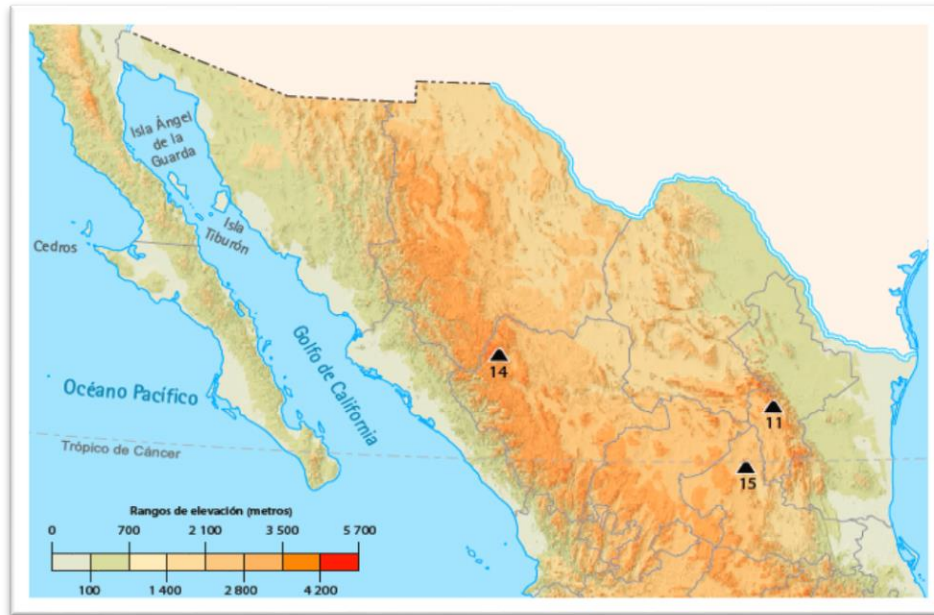 Isla Ángel
de la
Guarda
Isla
Tiburón
Cedros
Golfo de California
Océano Pacífico
Trópico de Cáncer
14
11
15
Rangos de elevación (metros)
0 700 2 100 3 500 5 700
100 1 400 2 800 4 200